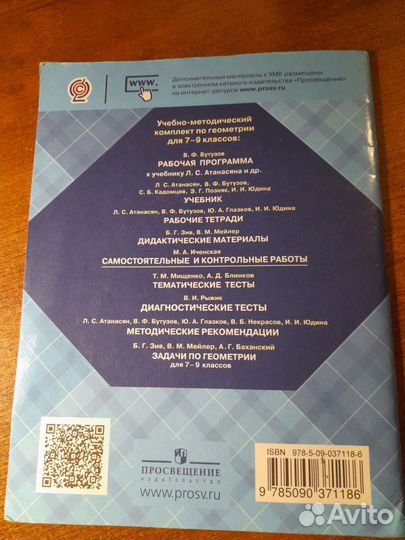 WWW.
Дополнительные материалы к УМК размещены
в электронном каталоге издательства «Просвещение»
на интернет-ресурсе www.prosv.ru
Учебно-методический
комплект по геометрии
для 7–9 классов:
В. Ф. Бутузов
РАБОЧАЯ ПРОГРАММА
к учебнику Л. С. Атанасяна и др.
Л. С. Атанасян, В. Ф. Бутузов,
С. Б. Кадомцев, Э. Г. Позняк, И. И. Юдина
УЧЕБНИК
Л. С. Атанасян, В. Ф. Бутузов, Ю. А. Глазков, И. И. Юдина
РАБОЧИЕ ТЕТРАДИ
Б. Г. Зив, В. М. Мейлер
ДИДАКТИЧЕСКИЕ МАТЕРИАЛЫ
М. А. Иченская
САМОСТОЯТЕЛЬНЫЕ И КОНТРОЛЬНЫЕ РАБОТЫ
Т. М. Мищенко, А. Д. Блинков
ТЕМАТИЧЕСКИЕ ТЕСТЫ
В. И. Рыжик
ДИАГНОСТИЧЕСКИЕ ТЕСТЫ
Л. С. Атанасян, В. Ф. Бутузов, Ю. А. Глазков, В. Б. Некрасов, И. И. Юдина
МЕТОДИЧЕСКИЕ РЕКОМЕНДАЦИИ
Б. Г. Зив, В. М. Мейлер, А. Г. Баханский
ЗАДАЧИ ПО ГЕОМЕТРИИ
для 7–9 классов
ПРОСВЕЩЕНИЕ
ИЗДАТЕЛЬСТВО
www.prosv.ru
ISBN 978-5-09-037118-6
9 785090 371186
Avito